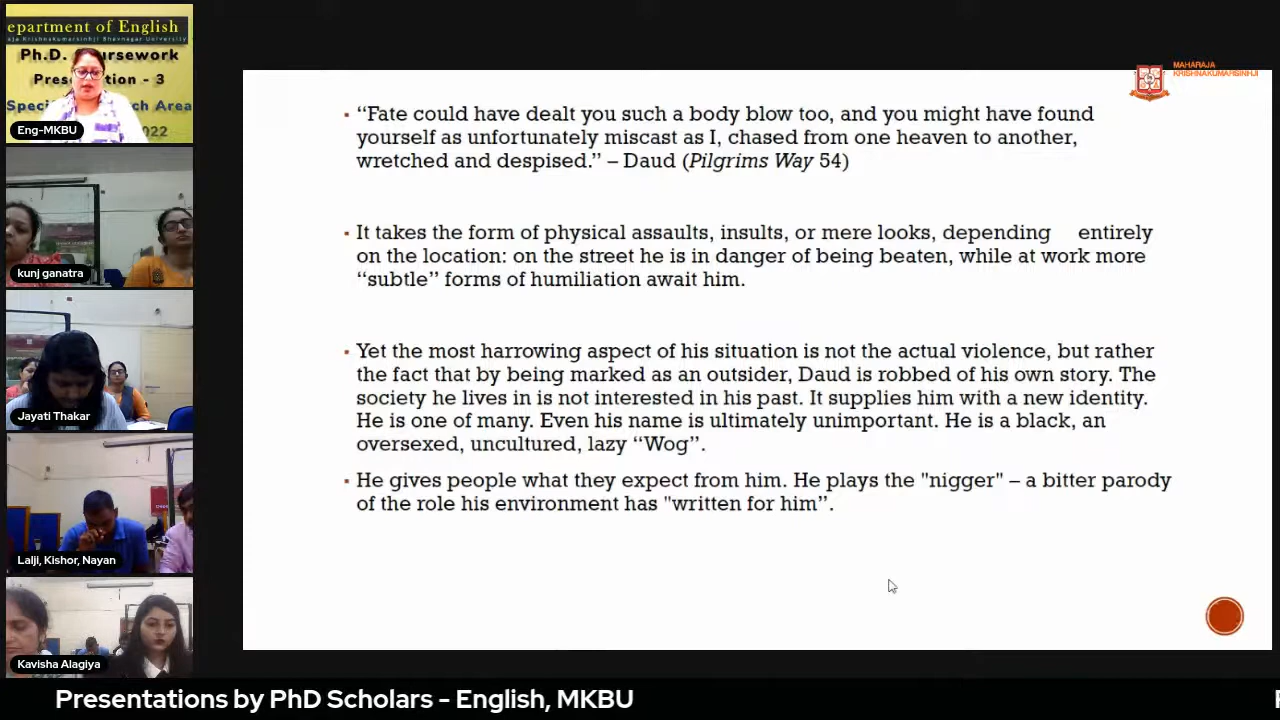 epartment of English
Ph.D.
ursework
Pres
tion - 3
Speci
ch Area
2022
Eng-MKBU
kunj ganatra
Jayati Thakar
Lalji, Kishor, Nayan
Kavisha Alagiya
MAHARAJA
KRISHNAKUMARSINHJI
▪ “Fate could have dealt you such a body blow too, and you might have found
yourself as unfortunately miscast as I, chased from one heaven to another,
wretched and despised.” – Daud (Pilgrims Way 54)
▪ It takes the form of physical assaults, insults, or mere looks, depending entirely
on the location: on the street he is in danger of being beaten, while at work more
“subtle” forms of humiliation await him.
▪ Yet the most harrowing aspect of his situation is not the actual violence, but rather
the fact that by being marked as an outsider, Daud is robbed of his own story. The
society he lives in is not interested in his past. It supplies him with a new identity.
He is one of many. Even his name is ultimately unimportant. He is a black, an
oversexed, uncultured, lazy “Wog”.
▪ He gives people what they expect from him. He plays the "nigger" – a bitter parody
of the role his environment has "written for him”.
Presentations by PhD Scholars - English, MKBU